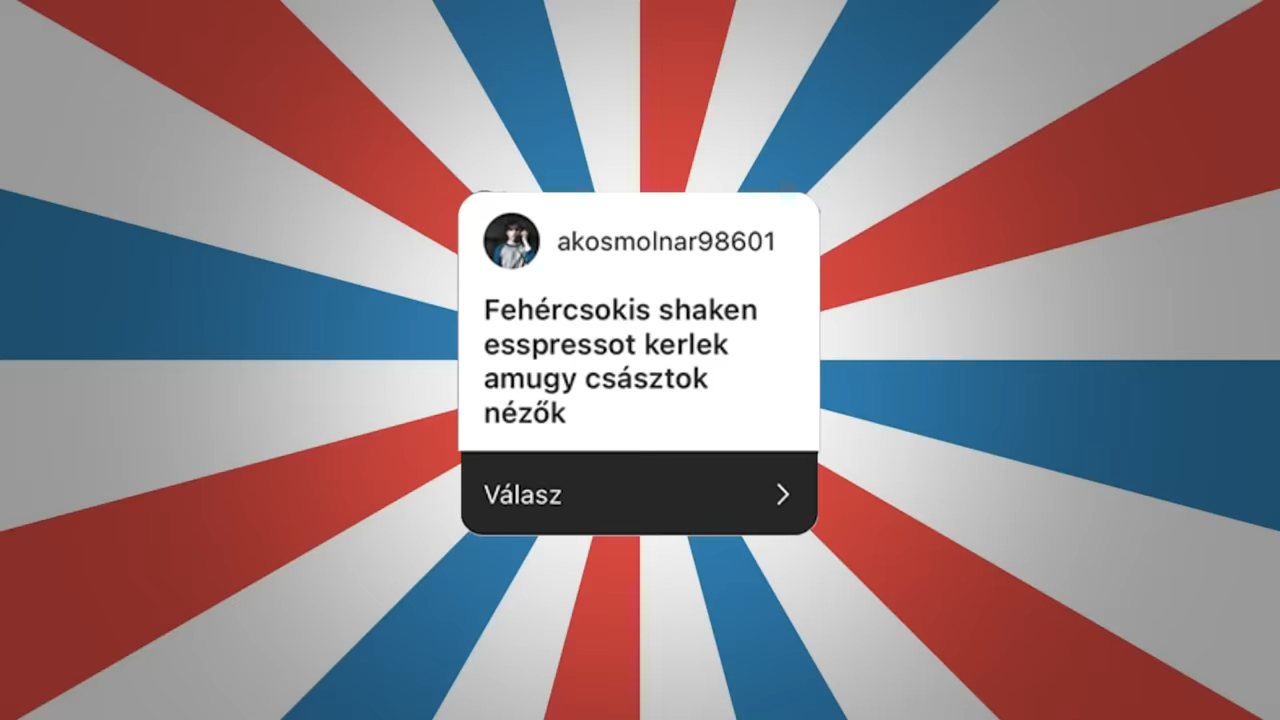 akosmolnar98601
Fehércsokis shaken
esspressot kerlek
amugy császtok
nézők
Válasz